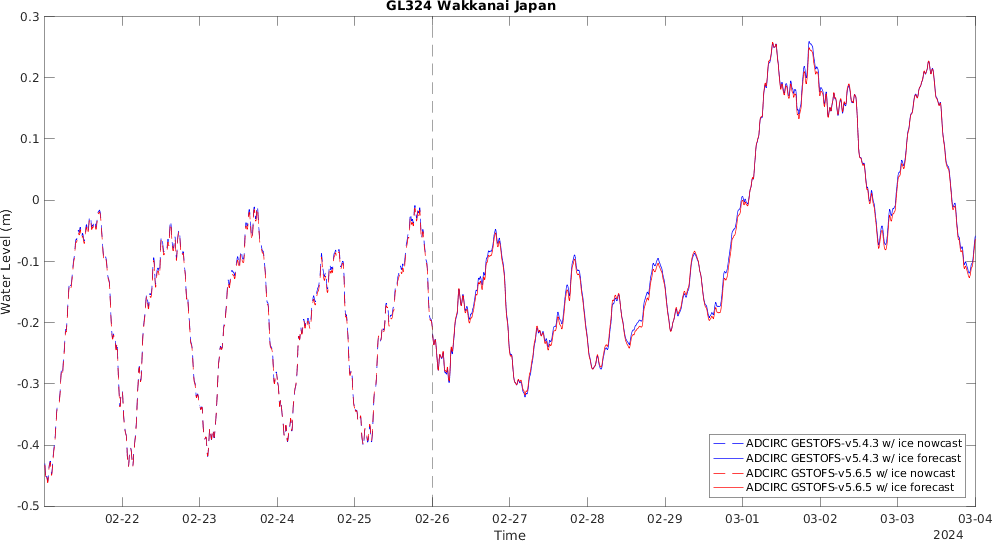 GL324 Wakkanai Japan
0.3
0.2
0.1
0
-0.1
-0.2
-0.3
-0.4
-0.5
Water Level (m)
ADCIRC GESTOFS-v5.4.3 w/ ice nowcast
ADCIRC GESTOFS-v5.4.3 w/ ice forecast
ADCIRC GSTOFS-v5.6.5 w/ ice nowcast
ADCIRC GSTOFS-v5.6.5 w/ ice forecast
02-22 02-23 02-24 02-25 02-26 02-27 02-28 02-29 03-01 03-02 03-03 03-04
Time
2024